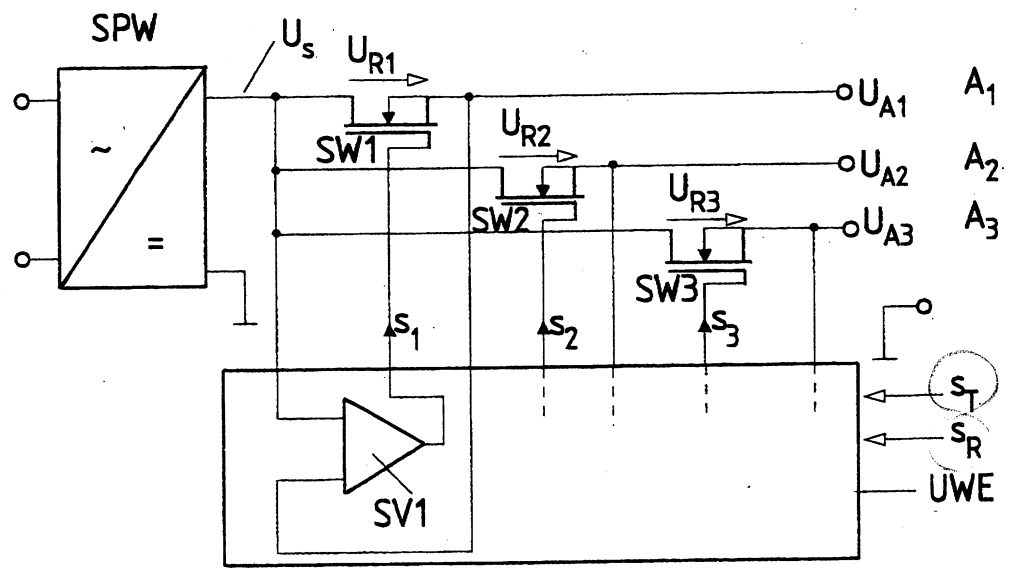 SPW
U_s
U_R1
U_A1 A_1
SW1
U_R2
U_A2 A_2
SW2
U_R3
U_A3 A_3
SW3
s_1
s_2
s_3
s_T
s_R
UWE
SV1
~
=